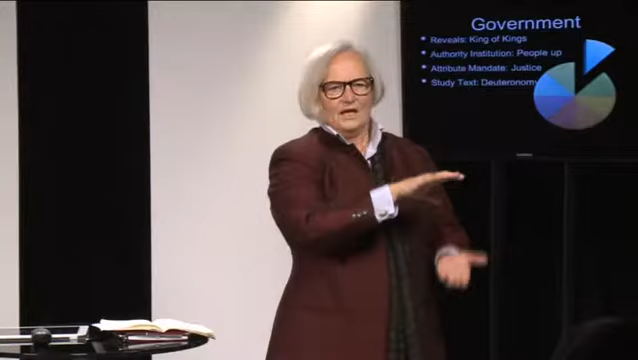 Government
* Reveals: King of Kings
* Authority Institution: People up
* Attribute Mandate: Justice
* Study Text: Deuteronomy